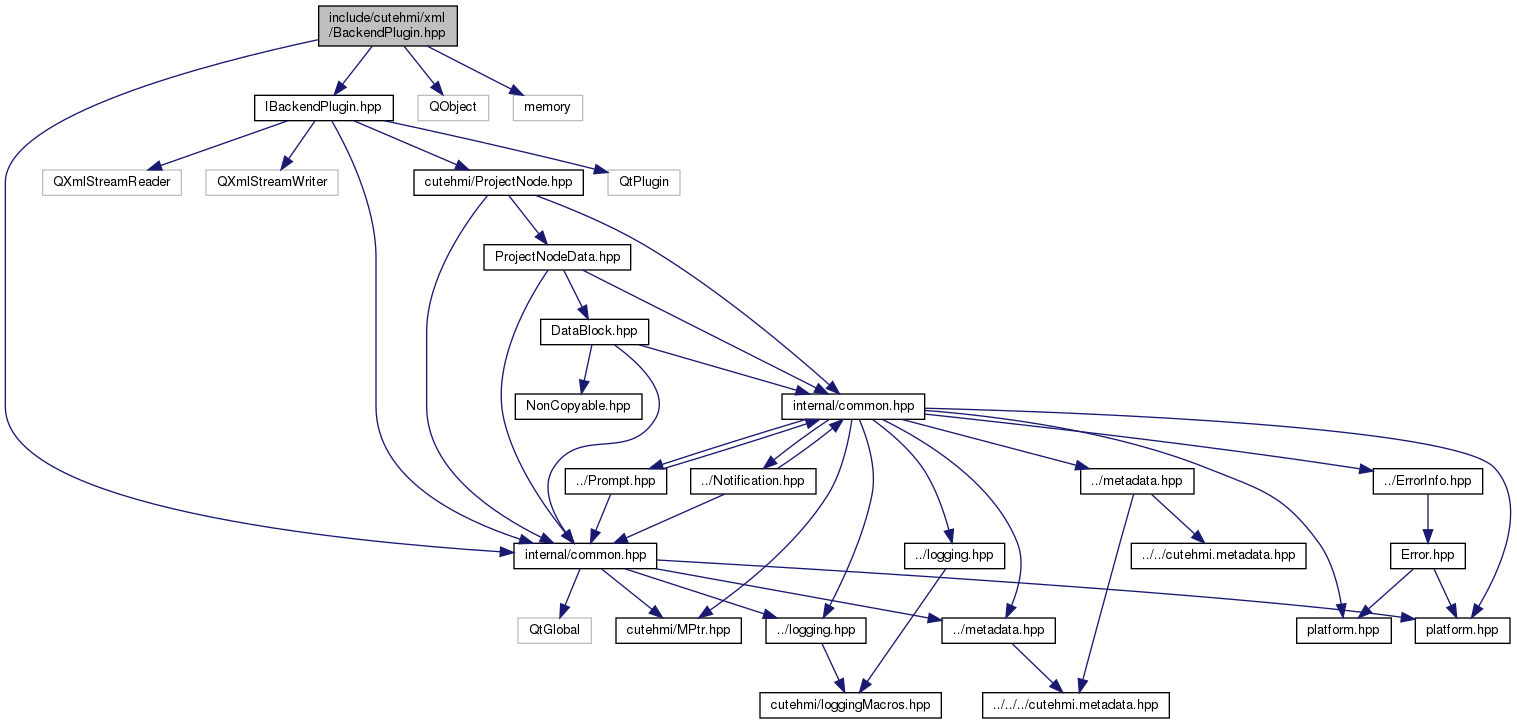 include/cutehmi/xml
/BackendPlugin.hpp
IBackendPlugin.hpp
QObject
memory
QXmlStreamReader
QXmlStreamWriter
cutehmi/ProjectNode.hpp
QtPlugin
ProjectNodeData.hpp
DataBlock.hpp
NonCopyable.hpp
internal/common.hpp
../Prompt.hpp
../Notification.hpp
../metadata.hpp
../ErrorInfo.hpp
internal/common.hpp
../logging.hpp
../../cutehmi.metadata.hpp
Error.hpp
QtGlobal
cutehmi/MPtr.hpp
../logging.hpp
../metadata.hpp
platform.hpp
platform.hpp
cutehmi/loggingMacros.hpp
../../../cutehmi.metadata.hpp